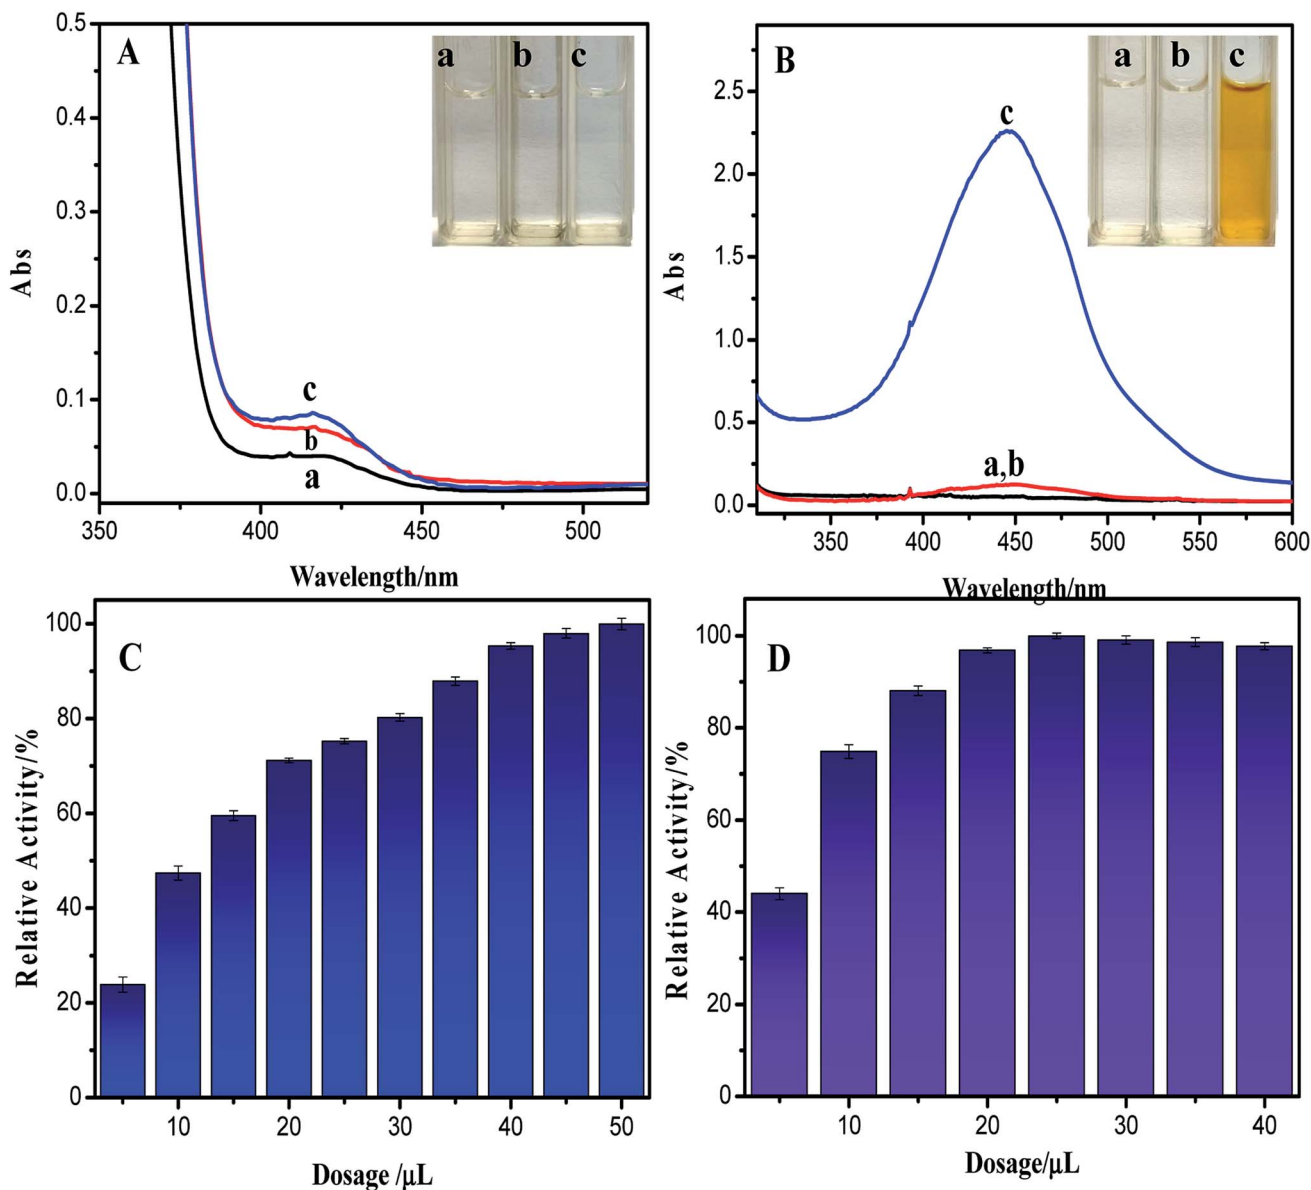 A
a b c
0.5
0.4
0.3
0.2
0.1
0.0
Abs
c
b
a
350 400 450 500
Wavelength/nm
B
a b c
2.5
2.0
1.5
1.0
0.5
0.0
Abs
c
a,b
350 400 450 500 550 600
Wavelength/nm
C
100
80
60
40
20
0
Relative Activity/%
10 20 30 40 50
Dosage /μL
D
100
80
60
40
20
0
Relative Activity/%
10 20 30 40
Dosage/μL